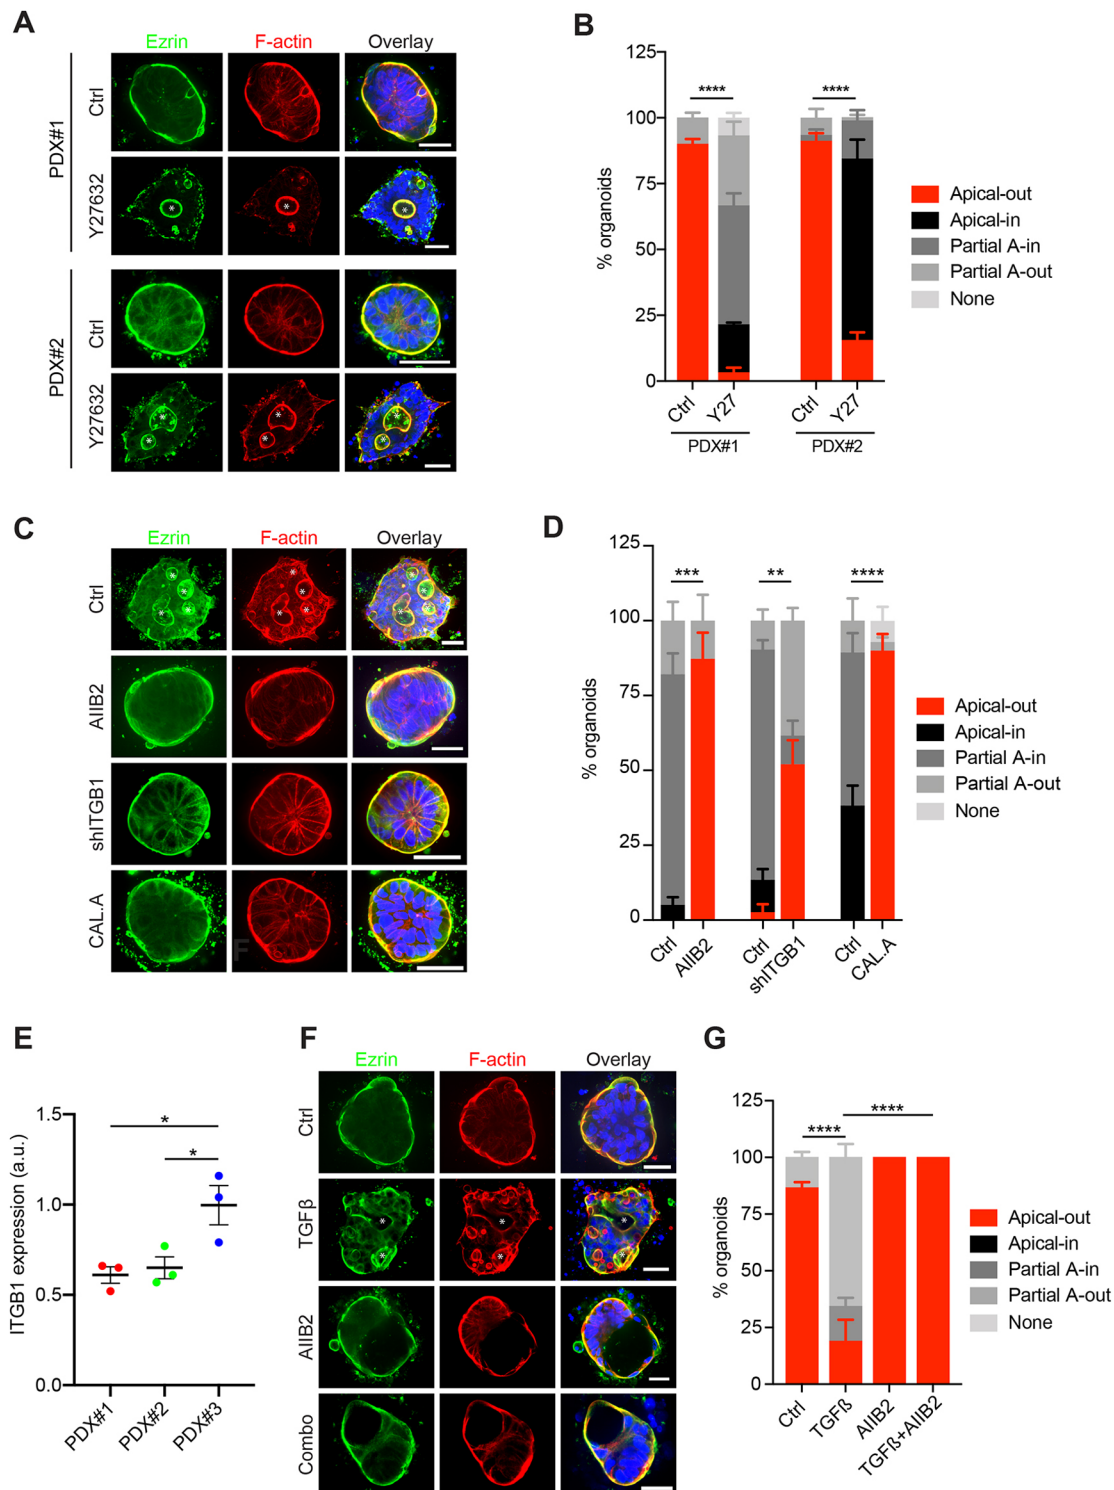 A
Ezrin F-actin Overlay
PDX#1
Ctrl
*
Y27632
* * *
PDX#2
Ctrl
Y27632
* * *
* * *
B
125
100
75
50
25
0
% organoids
**** ****
Ctrl Y27 Ctrl Y27
PDX#1 PDX#2
Apical-out
Apical-in
Partial A-in
Partial A-out
None
C
Ezrin F-actin Overlay
Ctrl
* * * *
AIIB2
shITGB1
CAL.A
F
D
125
100
75
50
25
0
% organoids
*** ** ****
Ctrl AIIB2 Ctrl shITGB1 Ctrl CAL.A
Apical-out
Apical-in
Partial A-in
Partial A-out
None
E
1.5
1.0
0.5
0.0
ITGB1 expression (a.u.)
*
*
PDX#1 PDX#2 PDX#3
F
Ezrin F-actin Overlay
Ctrl
TGFß
* * *
* * *
AIIB2
Combo
G
125
100
75
50
25
0
% organoids
****
****
Ctrl TGFß AIIB2 TGFß+AIIB2
Apical-out
Apical-in
Partial A-in
Partial A-out
None